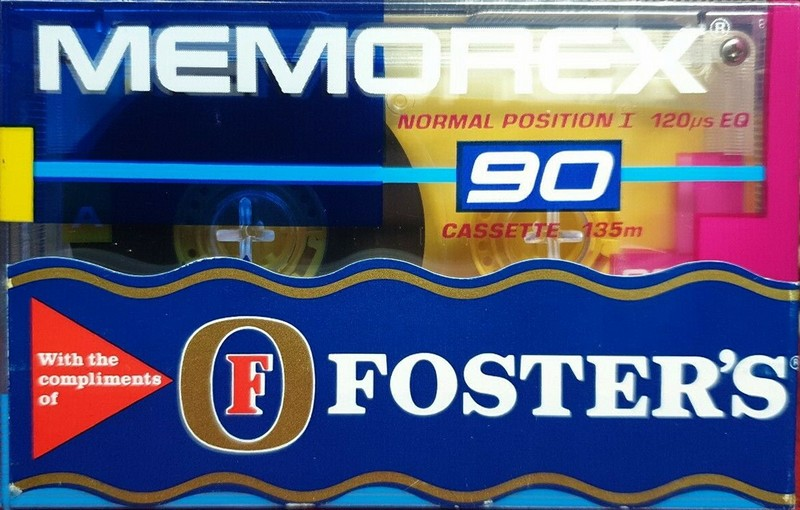 MEMOREX®
NORMAL POSITION I 120µs EQ
90
CASSETTE 135m
A
With the
compliments
of
F
FOSTER'S®